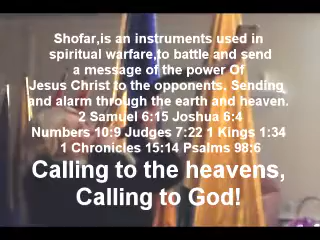 Shofar,is an instruments used in
spiritual warfare,to battle and send
a message of the power Of
Jesus Christ to the opponents. Sending
and alarm through the earth and heaven.
2 Samuel 6:15 Joshua 6:4
Numbers 10:9 Judges 7:22 1 Kings 1:34
1 Chronicles 15:14 Psalms 98:6
Calling to the heavens,
Calling to God!